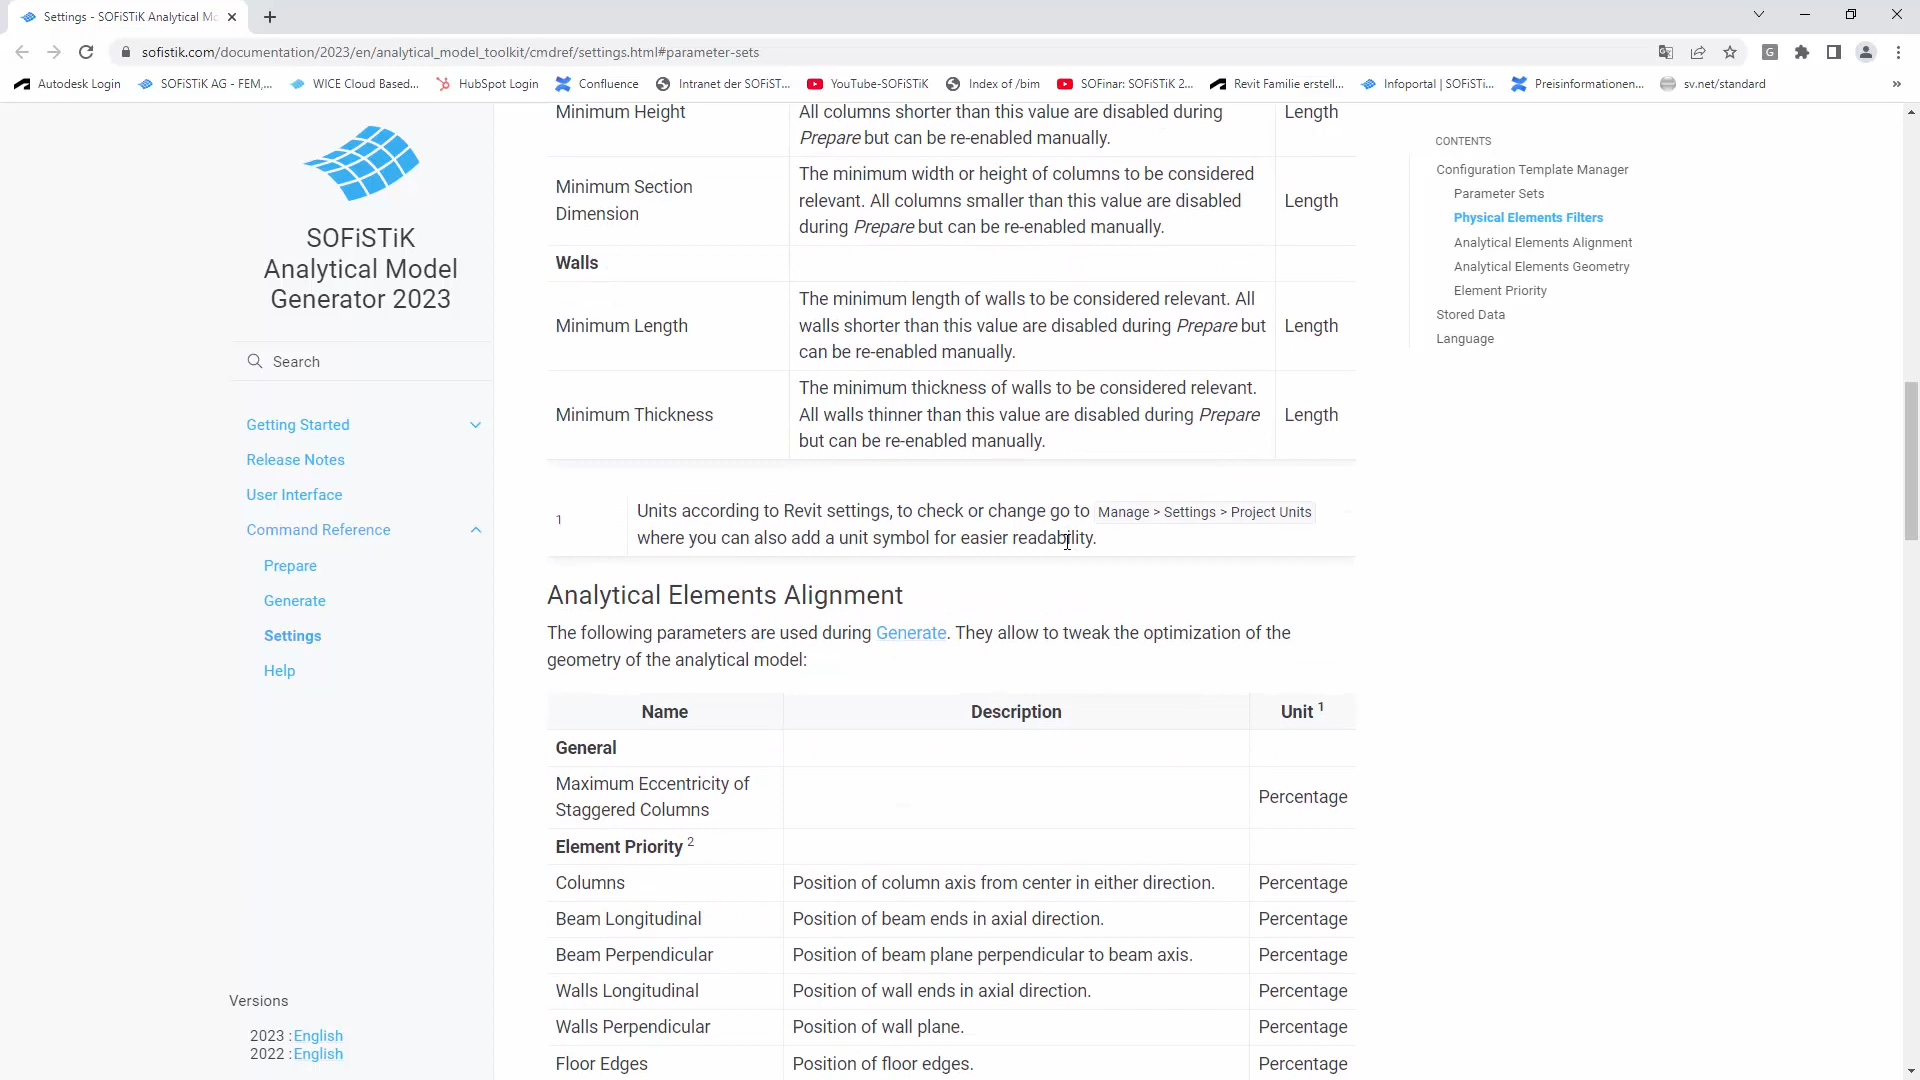 Settings - SOFiSTiK Analytical Mo
sofistik.com/documentation/2023/en/analytical_model_toolkit/cmdref/settings.html#parameter-sets
Autodesk Login
SOFiSTiK AG - FEM,...
WICE Cloud Based...
HubSpot Login
Confluence
Intranet der SOFiST...
YouTube-SOFiSTiK
Index of /bim
SOFinar: SOFiSTiK 2...
Revit Familie erstell...
Infoportal | SOFiSTi...
Preisinformationen...
sv.net/standard
»
SOFiSTiK
Analytical Model
Generator 2023
Search
Getting Started
Release Notes
User Interface
Command Reference
Prepare
Generate
Settings
Help
Versions
2023 :English
2022 :English
Minimum Height
All columns shorter than this value are disabled during
Prepare but can be re-enabled manually.
Length
Minimum Section
Dimension
The minimum width or height of columns to be considered
relevant. All columns smaller than this value are disabled
during Prepare but can be re-enabled manually.
Length
Walls
Minimum Length
The minimum length of walls to be considered relevant. All
walls shorter than this value are disabled during Prepare but
can be re-enabled manually.
Length
Minimum Thickness
The minimum thickness of walls to be considered relevant.
All walls thinner than this value are disabled during Prepare
but can be re-enabled manually.
Length
1
Units according to Revit settings, to check or change go to Manage > Settings > Project Units
where you can also add a unit symbol for easier readability.
Analytical Elements Alignment
The following parameters are used during Generate. They allow to tweak the optimization of the
geometry of the analytical model:
Name Description Unit 1
General
Maximum Eccentricity of
Staggered Columns
Percentage
Element Priority 2
Columns Position of column axis from center in either direction. Percentage
Beam Longitudinal Position of beam ends in axial direction. Percentage
Beam Perpendicular Position of beam plane perpendicular to beam axis. Percentage
Walls Longitudinal Position of wall ends in axial direction. Percentage
Walls Perpendicular Position of wall plane. Percentage
Floor Edges Position of floor edges. Percentage
CONTENTS
Configuration Template Manager
Parameter Sets
Physical Elements Filters
Analytical Elements Alignment
Analytical Elements Geometry
Element Priority
Stored Data
Language